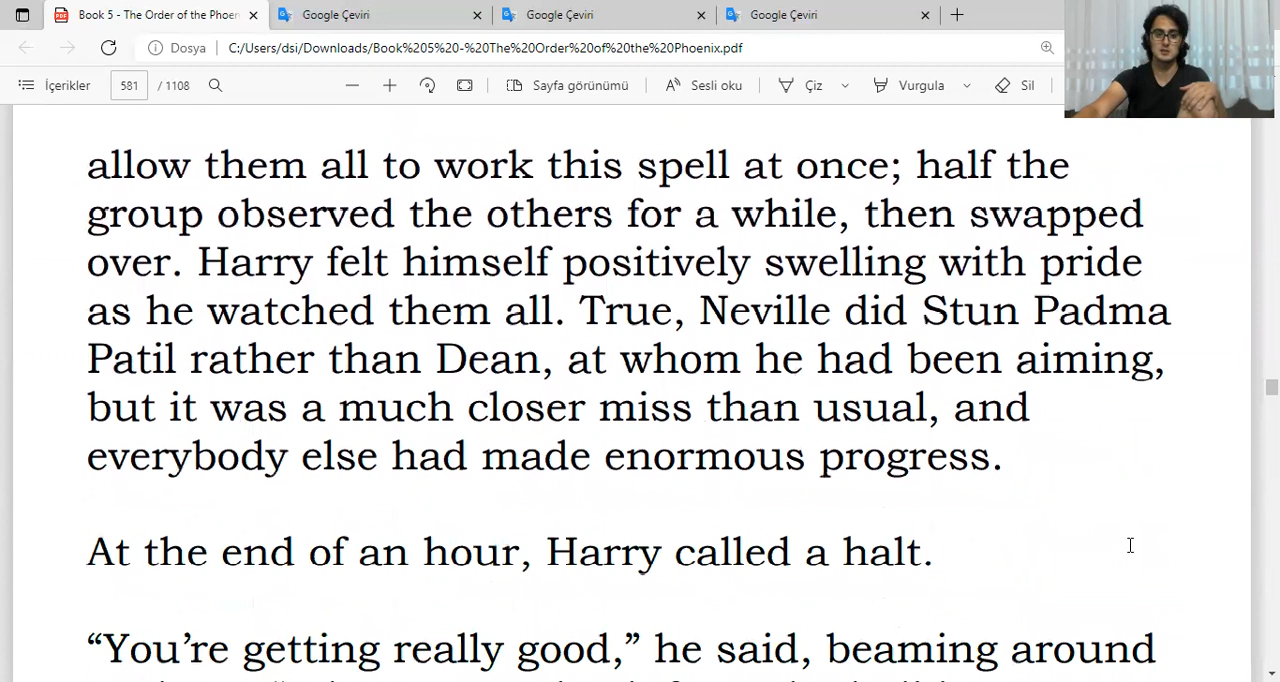 Book 5 - The Order of the Phoen
Google Çeviri
Google Çeviri
Google Çeviri
Dosya
C:/Users/dsi/Downloads/Book%205%20-%20The%20Order%20of%20the%20Phoenix.pdf
İçerikler
581
/ 1108
Sayfa görünümü
Sesli oku
Çiz
Vurgula
Sil
allow them all to work this spell at once; half the
group observed the others for a while, then swapped
over. Harry felt himself positively swelling with pride
as he watched them all. True, Neville did Stun Padma
Patil rather than Dean, at whom he had been aiming,
but it was a much closer miss than usual, and
everybody else had made enormous progress.
At the end of an hour, Harry called a halt.
“You’re getting really good,” he said, beaming around